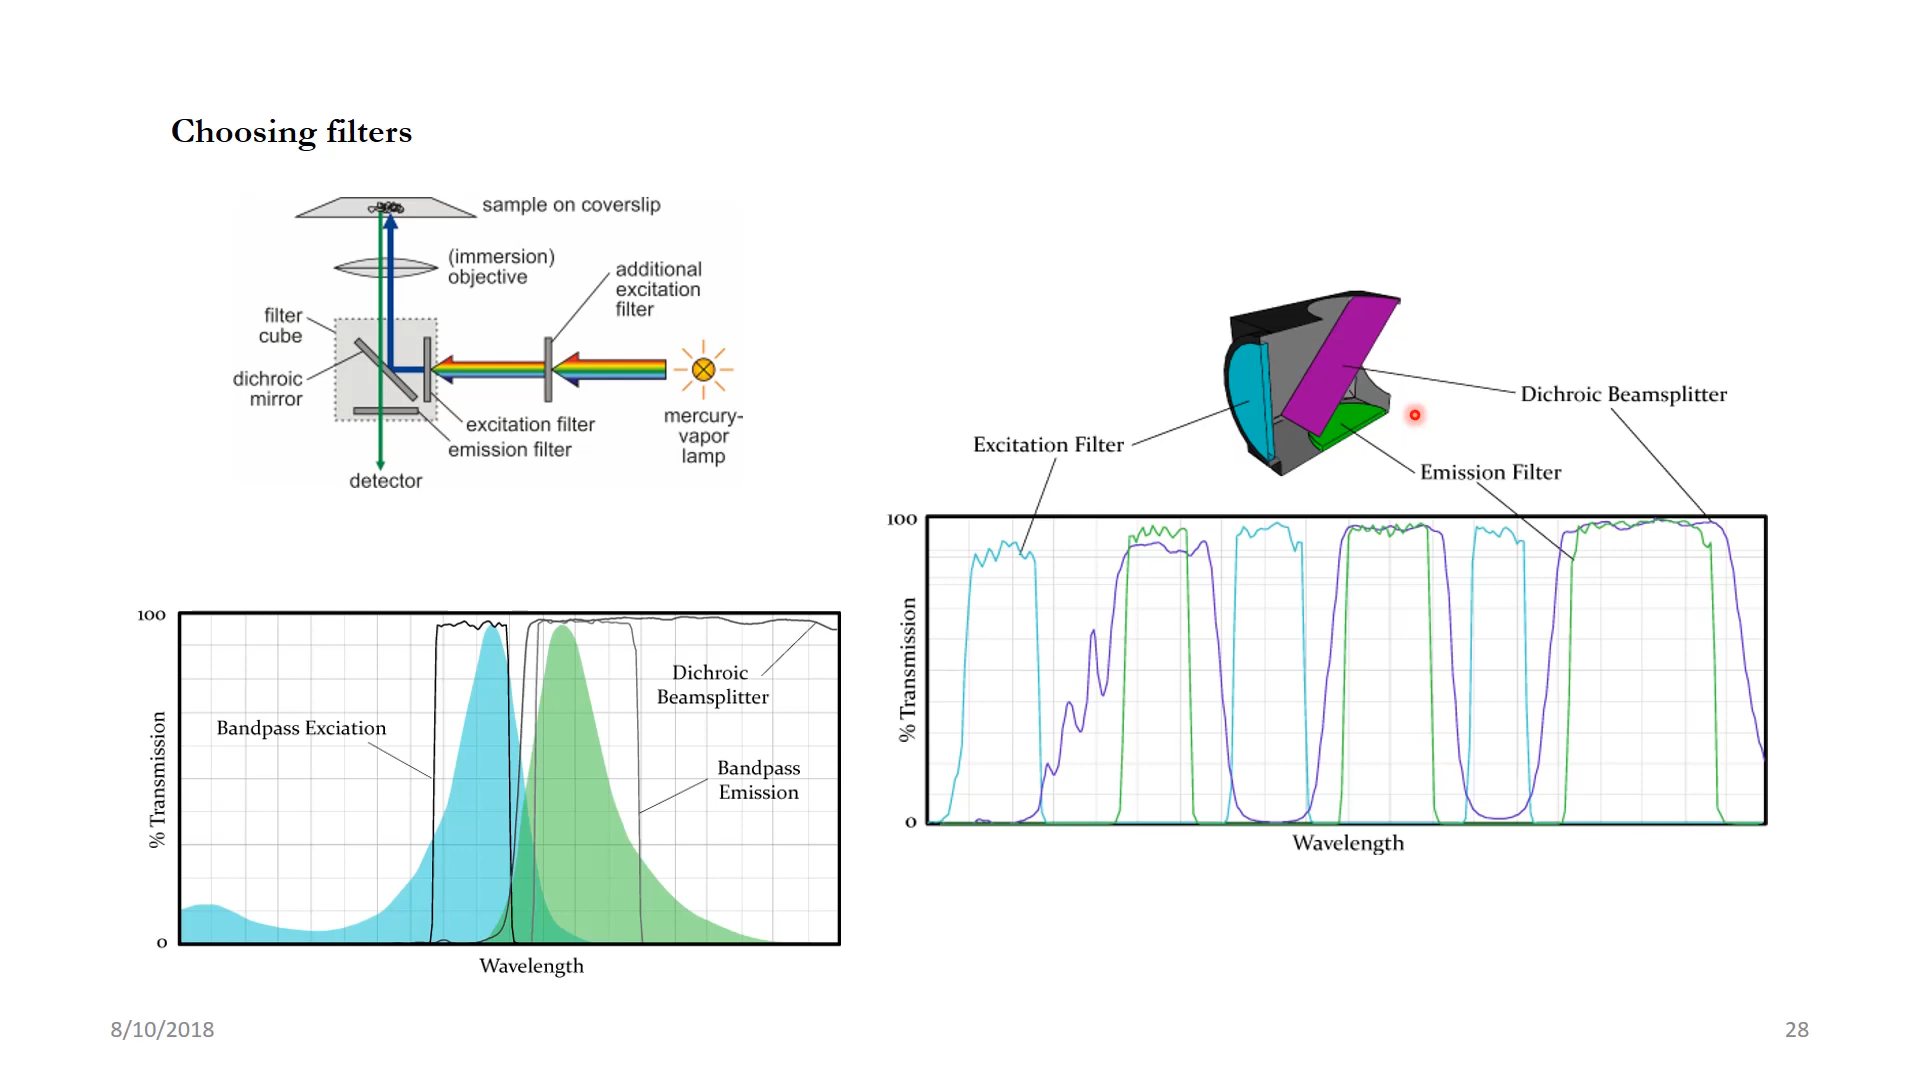 Choosing filters
sample on coverslip
(immersion)
objective
additional
excitation
filter
filter
cube
dichroic
mirror
excitation filter
emission filter
mercury-
vapor
lamp
detector
Dichroic Beamsplitter
Excitation Filter
Emission Filter
100
% Transmission
0
Wavelength
100
Dichroic
Beamsplitter
Bandpass Exciation
Bandpass
Emission
% Transmission
0
Wavelength
8/10/2018
28